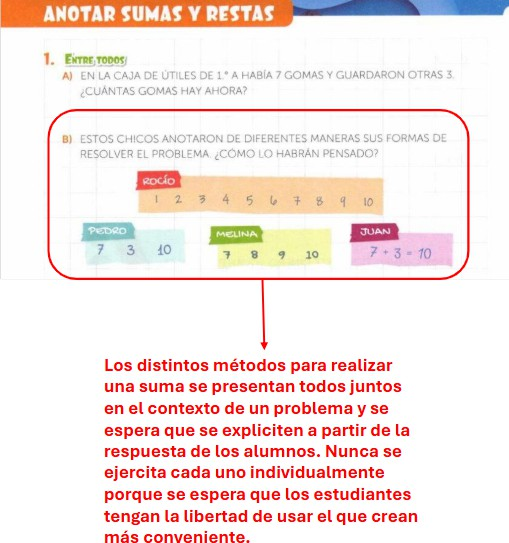 ANOTAR SUMAS Y RESTAS
1. ENTRE TODOS
A) EN LA CAJA DE ÚTILES DE 1.° A HABÍA 7 GOMAS Y GUARDARON OTRAS 3.
¿CUÁNTAS GOMAS HAY AHORA?
B) ESTOS CHICOS ANOTARON DE DIFERENTES MANERAS SUS FORMAS DE
RESOLVER EL PROBLEMA. ¿CÓMO LO HABRÁN PENSADO?
ROCÍO
1 2 3 4 5 6 7 8 9 10
PEDRO
7 3 10
MELINA
7 8 9 10
JUAN
7 + 3 = 10
Los distintos métodos para realizar
una suma se presentan todos juntos
en el contexto de un problema y se
espera que se expliciten a partir de la
respuesta de los alumnos. Nunca se
ejercita cada uno individualmente
porque se espera que los estudiantes
tengan la libertad de usar el que crean
más conveniente.